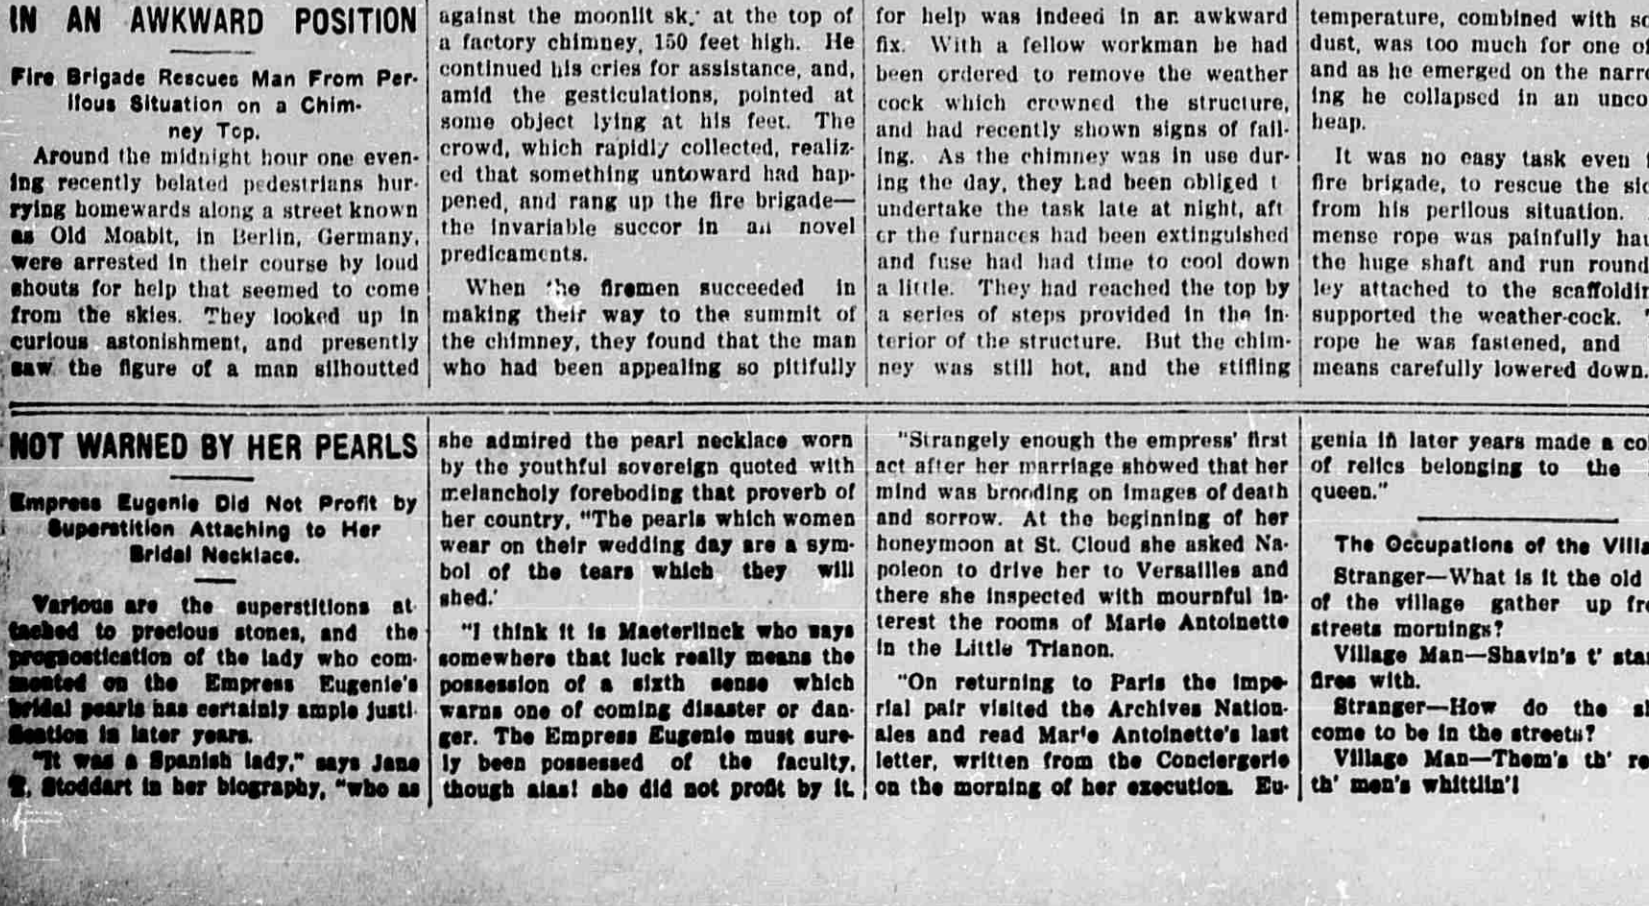 IN AN AWKWARD POSITION
Fire Brigade Rescues Man From Per-
ilous Situation on a Chim-
ney Top.
Around the midnight hour one even-
ing recently belated pedestrians hur-
rying homewards along a street known
as Old Moabit, in Berlin, Germany,
were arrested in their course by loud
shouts for help that seemed to come
from the skies. They looked up in
curious astonishment, and presently
saw the figure of a man silhoutted
against the moonlit sk. at the top of
a factory chimney, 150 feet high. He
continued his cries for assistance, and,
amid the gesticulations, pointed at
some object lying at his feet. The
crowd, which rapidly collected, realiz-
ed that something untoward had hap-
pened, and rang up the fire brigade—
the invariable succor in all novel
predicaments.
When the firemen succeeded in
making their way to the summit of
the chimney, they found that the man
who had been appealing so pitifully
for help was indeed in an awkward
fix. With a fellow workman he had
been ordered to remove the weather
cock which crowned the structure,
and had recently shown signs of fall-
ing. As the chimney was in use dur-
ing the day, they had been obliged t
undertake the task late at night, aft
er the furnaces had been extinguished
and fuse had had time to cool down
a little. They had reached the top by
a series of steps provided in the in-
terior of the structure. But the chim-
ney was still hot, and the stifling
temperature, combined with so
dust, was too much for one of
and as he emerged on the narr
ing he collapsed in an unco
heap.
It was no easy task even
fire brigade, to rescue the sic
from his perilous situation.
mense rope was painfully hau
the huge shaft and run round
ley attached to the scaffoldin
supported the weather-cock.
rope he was fastened, and
means carefully lowered down.
NOT WARNED BY HER PEARLS
Empress Eugenie Did Not Profit by
Superstition Attaching to Her
Bridal Necklace.
Various are the superstitions at-
tached to precious stones, and the
prognostication of the lady who com-
mented on the Empress Eugenie's
bridal pearls has certainly ample justi-
fication in later years.
"It was a Spanish lady," says Jane
T. Stoddart in her biography, "who as
she admired the pearl necklace worn
by the youthful sovereign quoted with
melancholy foreboding that proverb of
her country, "The pearls which women
wear on their wedding day are a sym-
bol of the tears which they will
shed.'
"I think it is Maeterlinck who says
somewhere that luck really means the
possession of a sixth sense which
warns one of coming disaster or dan-
ger. The Empress Eugenie must sure-
ly been possessed of the faculty,
though alas! she did not profit by it.
"Strangely enough the empress' first
act after her marriage showed that her
mind was brooding on images of death
and sorrow. At the beginning of her
honeymoon at St. Cloud she asked Na-
poleon to drive her to Versailles and
there she inspected with mournful in-
terest the rooms of Marie Antoinette
in the Little Trianon.
"On returning to Paris the impe-
rial pair visited the Archives Nation-
ales and read Marie Antoinette's last
letter, written from the Conciergerie
on the morning of her execution. Eu-
genia in later years made a co
of relics belonging to the
queen."
The Occupations of the Villa
Stranger—What is it the old
of the village gather up fr
streets mornings?
Village Man—Shavin's t' sta
fires with.
Stranger—How do the s
come to be in the streets?
Village Man—Them's th' re
th' men's whittlin'!